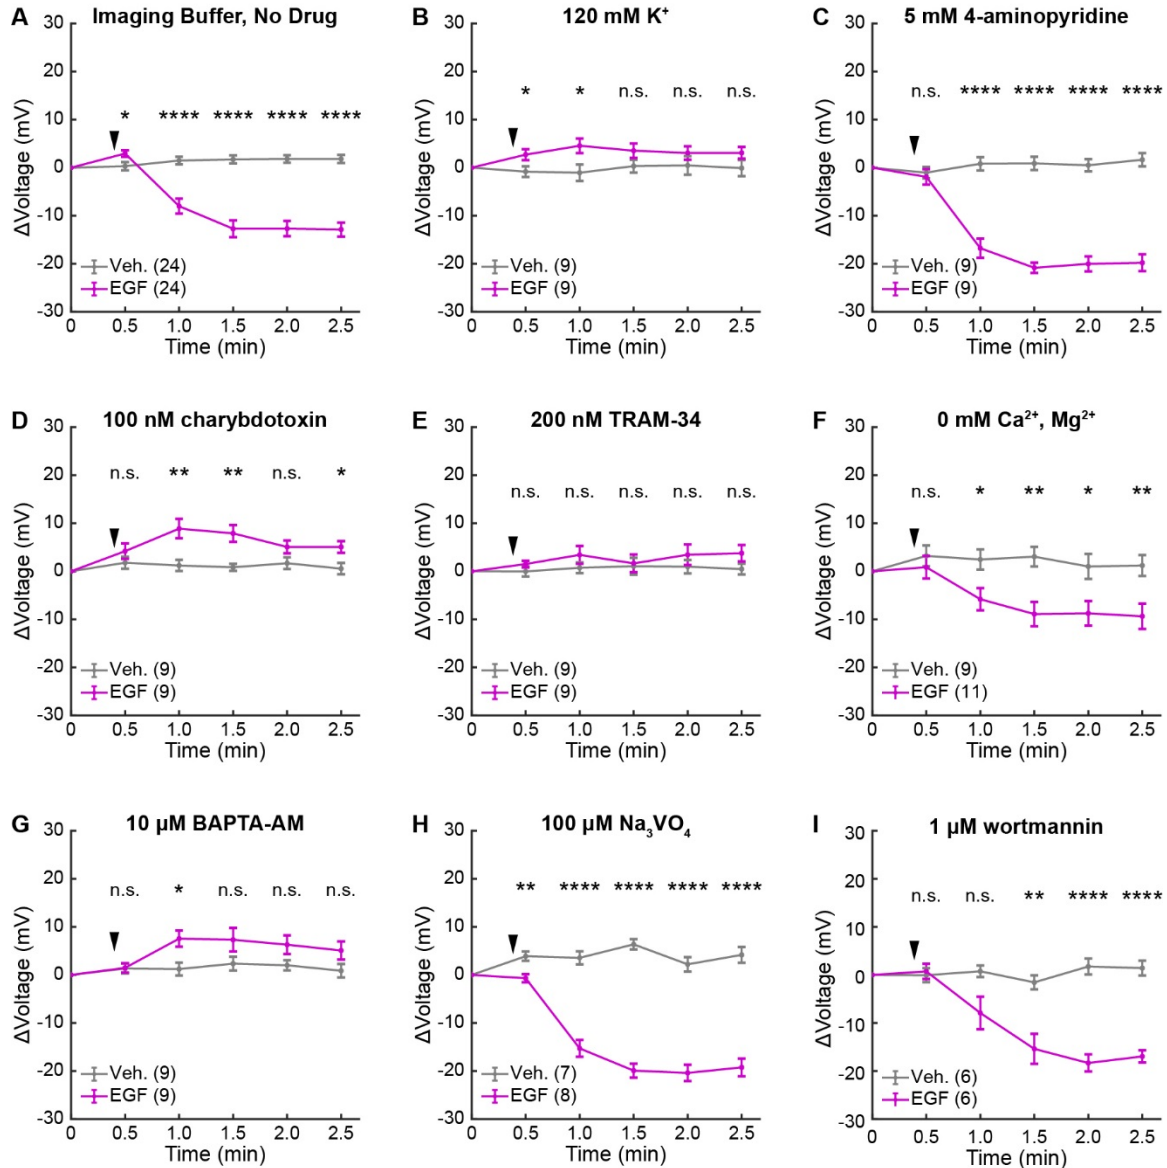 A Imaging Buffer, No Drug
30
20
10
0
-10
-20
-30
ΔVoltage (mV)
* **** **** **** ****
Veh. (24)
EGF (24)
0 0.5 1.0 1.5 2.0 2.5
Time (min)
B 120 mM K⁺
30
20
10
0
-10
-20
-30
ΔVoltage (mV)
* * n.s. n.s. n.s.
Veh. (9)
EGF (9)
0 0.5 1.0 1.5 2.0 2.5
Time (min)
C 5 mM 4-aminopyridine
30
20
10
0
-10
-20
-30
ΔVoltage (mV)
n.s. **** **** **** ****
Veh. (9)
EGF (9)
0 0.5 1.0 1.5 2.0 2.5
Time (min)
D 100 nM charybdotoxin
30
20
10
0
-10
-20
-30
ΔVoltage (mV)
n.s. ** ** n.s. *
Veh. (9)
EGF (9)
0 0.5 1.0 1.5 2.0 2.5
Time (min)
E 200 nM TRAM-34
30
20
10
0
-10
-20
-30
ΔVoltage (mV)
n.s. n.s. n.s. n.s. n.s.
Veh. (9)
EGF (9)
0 0.5 1.0 1.5 2.0 2.5
Time (min)
F 0 mM Ca²⁺, Mg²⁺
30
20
10
0
-10
-20
-30
ΔVoltage (mV)
n.s. * ** * **
Veh. (9)
EGF (11)
0 0.5 1.0 1.5 2.0 2.5
Time (min)
G 10 µM BAPTA-AM
30
20
10
0
-10
-20
-30
ΔVoltage (mV)
n.s. * n.s. n.s. n.s.
Veh. (9)
EGF (9)
0 0.5 1.0 1.5 2.0 2.5
Time (min)
H 100 µM Na₃VO₄
30
20
10
0
-10
-20
-30
ΔVoltage (mV)
** **** **** **** ****
Veh. (7)
EGF (8)
0 0.5 1.0 1.5 2.0 2.5
Time (min)
I 1 µM wortmannin
30
20
10
0
-10
-20
-30
ΔVoltage (mV)
n.s. n.s. ** **** ****
Veh. (6)
EGF (6)
0 0.5 1.0 1.5 2.0 2.5
Time (min)